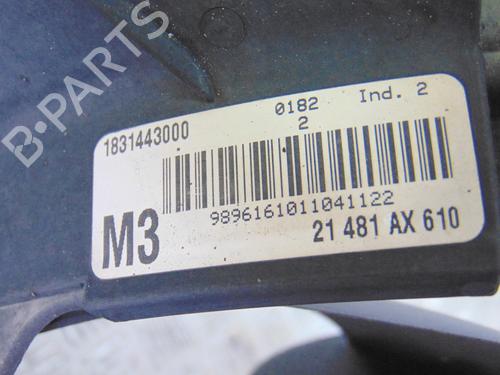 B-PARTS
1831443000
0182 Ind. 2
2
9896161011041122
M3
21 481 AX 610